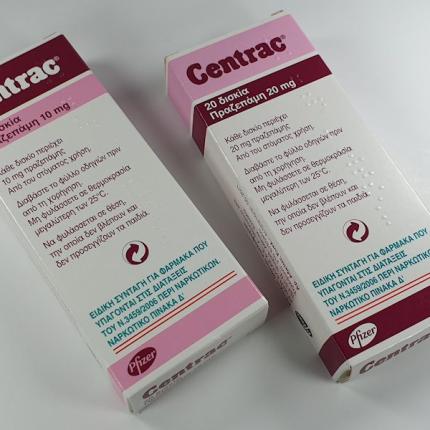 ntrac®
σκία
αζεπάμη 10 mg
Κάθε δισκίο περιέχει
10 mg πραζεπάμης
Από του στόματος χρήση.
Διαβάστε το φύλλο οδηγιών πριν
από τη χορήγηση.
Μη φυλάσσεται σε θερμοκρασία
μεγαλύτερη των 25°C.
Να φυλάσσεται σε θέση,
την οποία δεν βλέπουν και
δεν προσεγγίζουν τα παιδιά.
ΕΙΔΙΚΗ ΣΥΝΤΑΓΗ ΓΙΑ ΦΑΡΜΑΚΑ ΠΟΥ
ΥΠΑΓΟΝΤΑΙ ΣΤΙΣ ΔΙΑΤΑΞΕΙΣ
ΤΟΥ Ν.3459/2006 ΠΕΡΙ ΝΑΡΚΩΤΙΚΩΝ.
ΝΑΡΚΩΤΙΚΟ ΠΙΝΑΚΑ Δ'
Pfizer
Centrac®
Centrac®
20 δισκία
Πραζεπάμη 20 mg
Κάθε δισκίο περιέχει
20 mg πραζεπάμης
Από του στόματος χρήση.
Διαβάστε το φύλλο οδηγιών πριν
από τη χορήγηση.
Μη φυλάσσεται σε θερμοκρασία
μεγαλύτερη των 25°C.
Να φυλάσσεται σε θέση,
την οποία δεν βλέπουν και
δεν προσεγγίζουν τα παιδιά.
ΕΙΔΙΚΗ ΣΥΝΤΑΓΗ ΓΙΑ ΦΑΡΜΑΚΑ ΠΟΥ
ΥΠΑΓΟΝΤΑΙ ΣΤΙΣ ΔΙΑΤΑΞΕΙΣ
ΤΟΥ Ν.3459/2006 ΠΕΡΙ ΝΑΡΚΩΤΙΚΩΝ.
ΝΑΡΚΩΤΙΚΟ ΠΙΝΑΚΑ Δ'
Pfizer
Centrac